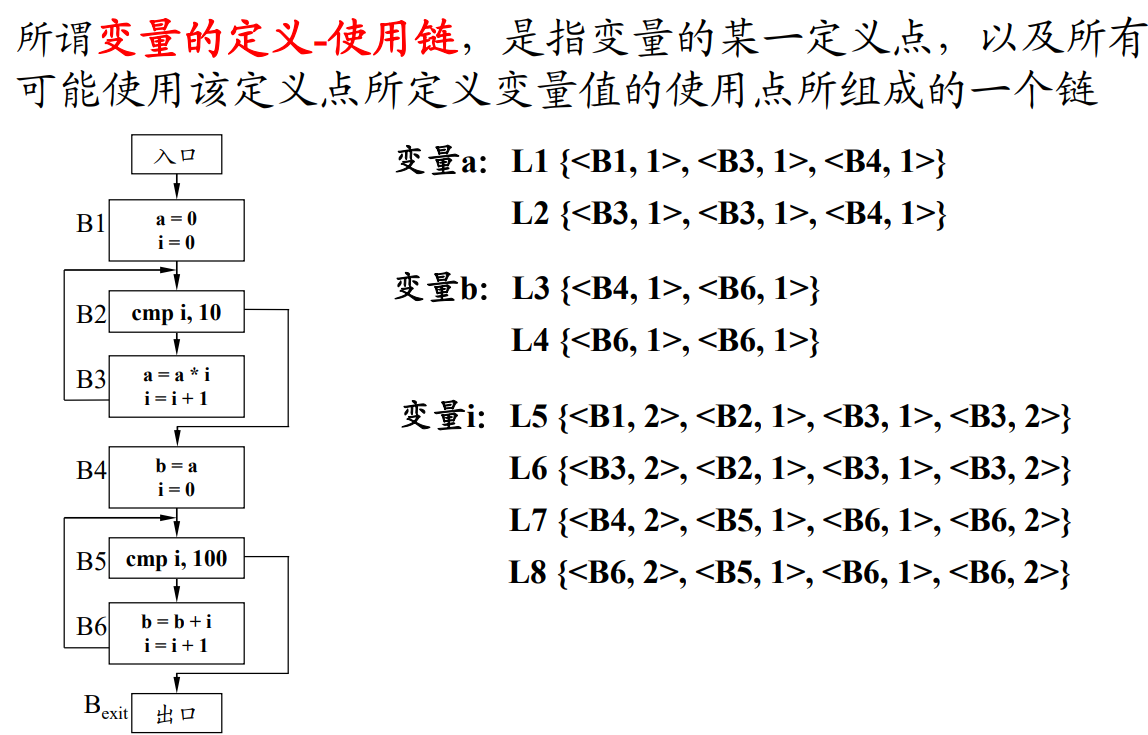 所谓变量的定义-使用链，是指变量的某一定义点，以及所有
可能使用该定义点所定义变量值的使用点所组成的一个链
入口
B1
a = 0
i = 0
B2
cmp i, 10
B3
a = a * i
i = i + 1
B4
b = a
i = 0
B5
cmp i, 100
B6
b = b + i
i = i + 1
Bexit
出口
变量a: L1 {<B1, 1>, <B3, 1>, <B4, 1>}
L2 {<B3, 1>, <B3, 1>, <B4, 1>}
变量b: L3 {<B4, 1>, <B6, 1>}
L4 {<B6, 1>, <B6, 1>}
变量i: L5 {<B1, 2>, <B2, 1>, <B3, 1>, <B3, 2>}
L6 {<B3, 2>, <B2, 1>, <B3, 1>, <B3, 2>}
L7 {<B4, 2>, <B5, 1>, <B6, 1>, <B6, 2>}
L8 {<B6, 2>, <B5, 1>, <B6, 1>, <B6, 2>}